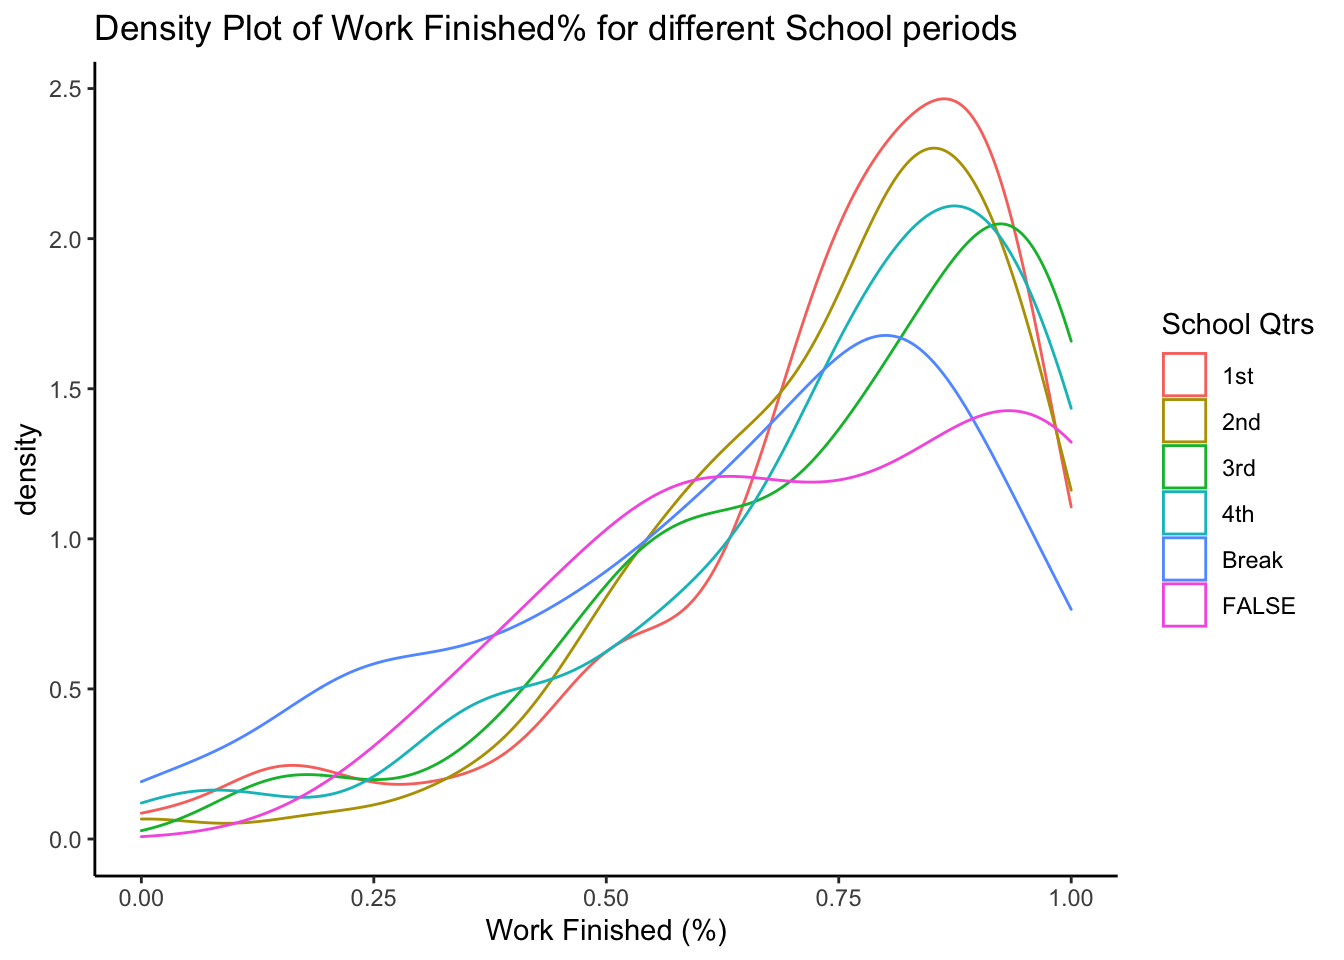 Density Plot of Work Finished% for different School periods
2.5
2.0
1.5
1.0
0.5
0.0
density
0.00 0.25 0.50 0.75 1.00
Work Finished (%)
School Qtrs
1st
2nd
3rd
4th
Break
FALSE